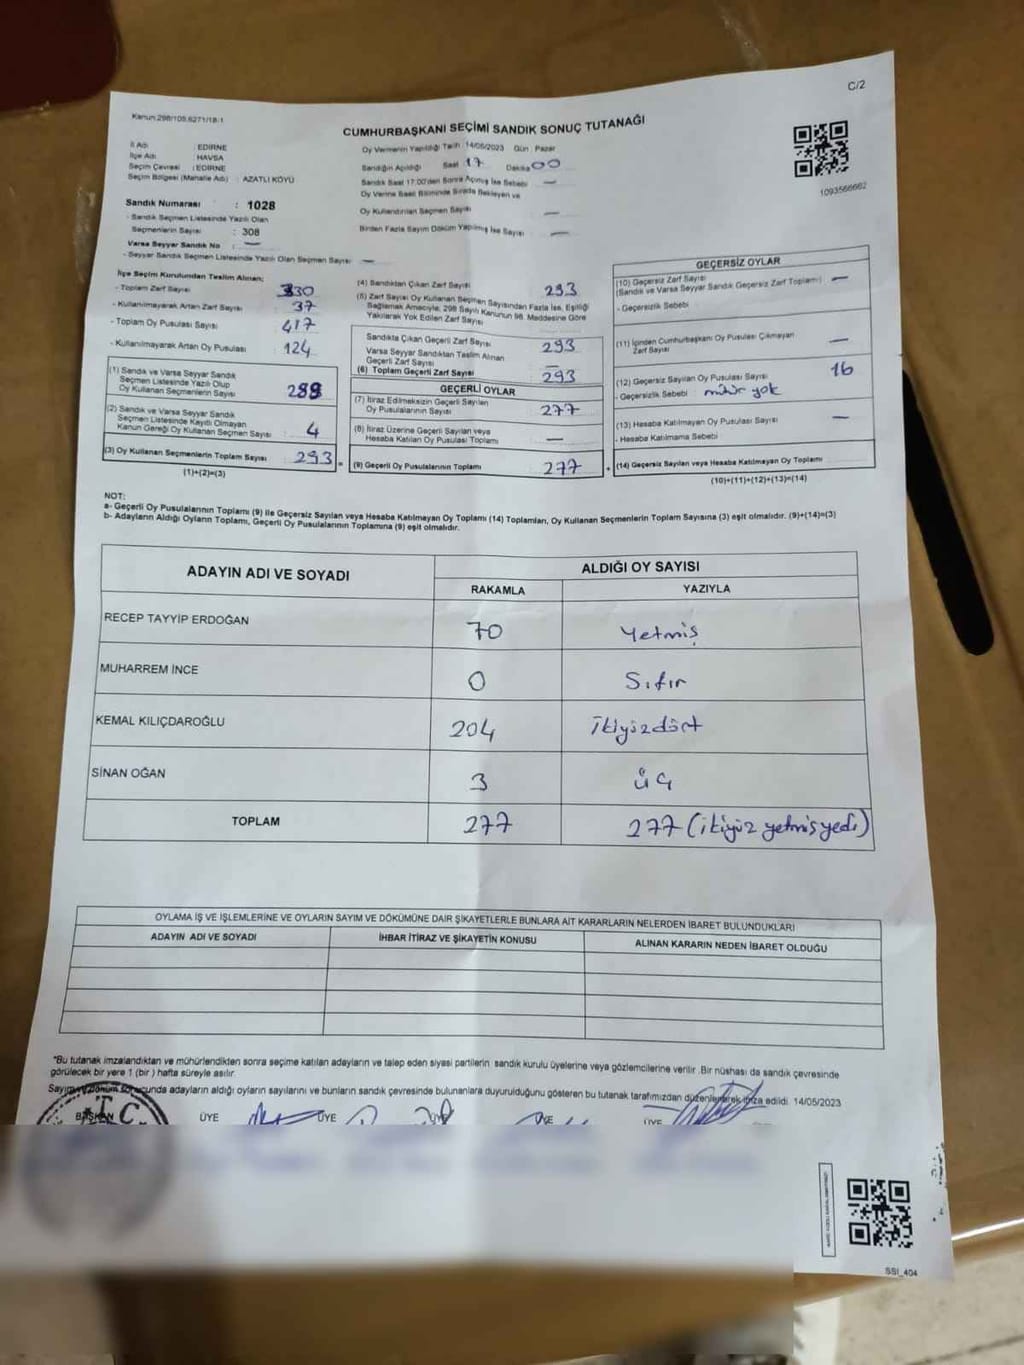 C/2
Kanun:298/105,6271/18/1
CUMHURBAŞKANI SEÇİMİ SANDIK SONUÇ TUTANAĞI
İl Adı : EDİRNE
İlçe Adı : HAVSA
Seçim Çevresi : EDİRNE
Seçim Bölgesi (Mahalle Adı) : AZATLI KÖYÜ
Sandık Numarası : 1028
- Sandık Seçmen Listesinde Yazılı Olan
Seçmenlerin Sayısı : 308
Varsa Seyyar Sandık No : —
- Seyyar Sandık Seçmen Listesinde Yazılı Olan Seçmen Sayısı : —
Oy Vermenin Yapıldığı Tarih 14/05/2023 Gün : Pazar
Sandığın Açıldığı Saat 17 Dakika 00
Sandık Saat 17:00'den Sonra Açılmış İse Sebebi —
Oy Verme Saati Bitiminde Sırada Bekleyen ve
Oy Kullandırılan Seçmen Sayısı —
Birden Fazla Sayım Döküm Yapılmış İse Sayısı : —
1093566662
İlçe Seçim Kurulundan Teslim Alınan;
- Toplam Zarf Sayısı : 330
- Kullanılmayarak Artan Zarf Sayısı : 37
- Toplam Oy Pusulası Sayısı : 417
- Kullanılmayarak Artan Oy Pusulası : 124
(1) Sandık ve Varsa Seyyar Sandık
Seçmen Listesinde Yazılı Olup
Oy Kullanan Seçmenlerin Sayısı : 289
(2) Sandık ve Varsa Seyyar Sandık
Seçmen Listesinde Kaydı Olmayan
Kanun Gereği Oy Kullanan Seçmen Sayısı : 4
(3) Oy Kullanan Seçmenlerin Toplam Sayısı : 293 =
(1)+(2)=(3)
(4) Sandıktan Çıkan Zarf Sayısı : 293
(5) Zarf Sayısı Oy Kullanan Seçmen Sayısından Fazla İse, Eşitliği
Sağlamak Amacıyla; 298 Sayılı Kanunun 98. Maddesine Göre
Yakılarak Yok Edilen Zarf Sayısı :
Sandıkta Çıkan Geçerli Zarf Sayısı : 293
Varsa Seyyar Sandıktan Teslim Alınan
Geçerli Zarf Sayısı : —
(6) Toplam Geçerli Zarf Sayısı : 293
GEÇERLİ OYLAR
(7) İtiraz Edilmeksizin Geçerli Sayılan
Oy Pusulalarının Sayısı : 277
(8) İtiraz Üzerine Geçerli Sayılan veya
Hesaba Katılan Oy Pusulası Toplamı : —
(9) Geçerli Oy Pusulalarının Toplamı : 277 +
GEÇERSİZ OYLAR
(10) Geçersiz Zarf Sayısı
(Sandık ve Varsa Seyyar Sandık Geçersiz Zarf Toplamı) : —
- Geçersizlik Sebebi :
(11) İçinden Cumhurbaşkanı Oy Pusulası Çıkmayan
Zarf Sayısı : —
(12) Geçersiz Sayılan Oy Pusulası Sayısı : 16
- Geçersizlik Sebebi : mühür yok
(13) Hesaba Katılmayan Oy Pusulası Sayısı : —
- Hesaba Katılmama Sebebi :
(14) Geçersiz Sayılan veya Hesaba Katılmayan Oy Toplamı :
(10)+(11)+(12)+(13)=(14)
NOT:
a- Geçerli Oy Pusulalarının Toplamı (9) ile Geçersiz Sayılan veya Hesaba Katılmayan Oy Toplamı (14) Toplamları, Oy Kullanan Seçmenlerin Toplam Sayısına (3) eşit olmalıdır. (9)+(14)=(3)
b- Adayların Aldığı Oyların Toplamı, Geçerli Oy Pusulalarının Toplamına (9) eşit olmalıdır.
ADAYIN ADI VE SOYADI ALDIĞI OY SAYISI
RAKAMLA YAZIYLA
RECEP TAYYİP ERDOĞAN 70 Yetmiş
MUHARREM İNCE 0 Sıfır
KEMAL KILIÇDAROĞLU 204 İkiyüzdört
SİNAN OĞAN 3 üç
TOPLAM 277 277 (ikiyüz yetmişyedi)
OYLAMA İŞ VE İŞLEMLERİNE VE OYLARIN SAYIM VE DÖKÜMÜNE DAİR ŞİKAYETLERLE BUNLARA AİT KARARLARIN NELERDEN İBARET BULUNDUKLARI
ADAYIN ADI VE SOYADI İHBAR İTİRAZ VE ŞİKAYETİN KONUSU ALINAN KARARIN NEDEN İBARET OLDUĞU
"Bu tutanak imzalandıktan ve mühürlendikten sonra seçime katılan adayların ve talep eden siyasi partilerin sandık kurulu üyelerine veya gözlemcilerine verilir .Bir nüshası da sandık çevresinde
görülecek bir yere 1 (bir ) hafta süreyle asılır.
Sayım ve döküm sonucunda adayların aldığı oyların sayılarını ve bunların sandık çevresinde bulunanlara duyurulduğunu gösteren bu tutanak tarafımızdan düzenlenerek imza edildi. 14/05/2023
T.C.
BAŞKAN ÜYE ÜYE ÜYE ÜYE ÜYE
SSI_404